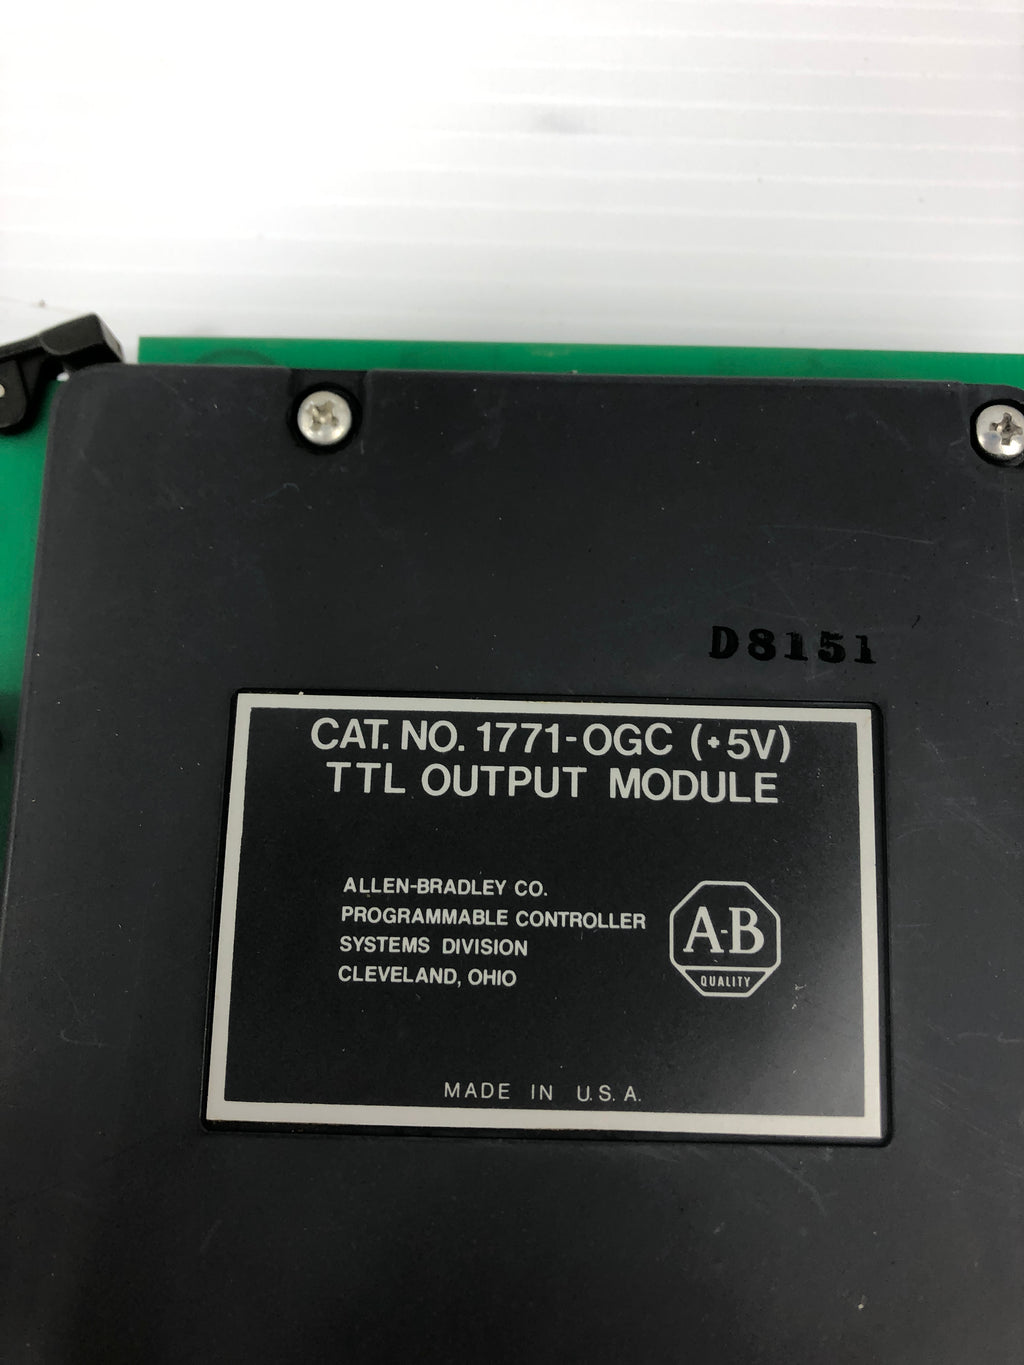 D8151
CAT. NO. 1771-OGC (+5V)
TTL OUTPUT MODULE
ALLEN-BRADLEY CO.
PROGRAMMABLE CONTROLLER
SYSTEMS DIVISION
CLEVELAND, OHIO
A-B
QUALITY
MADE IN U.S.A.